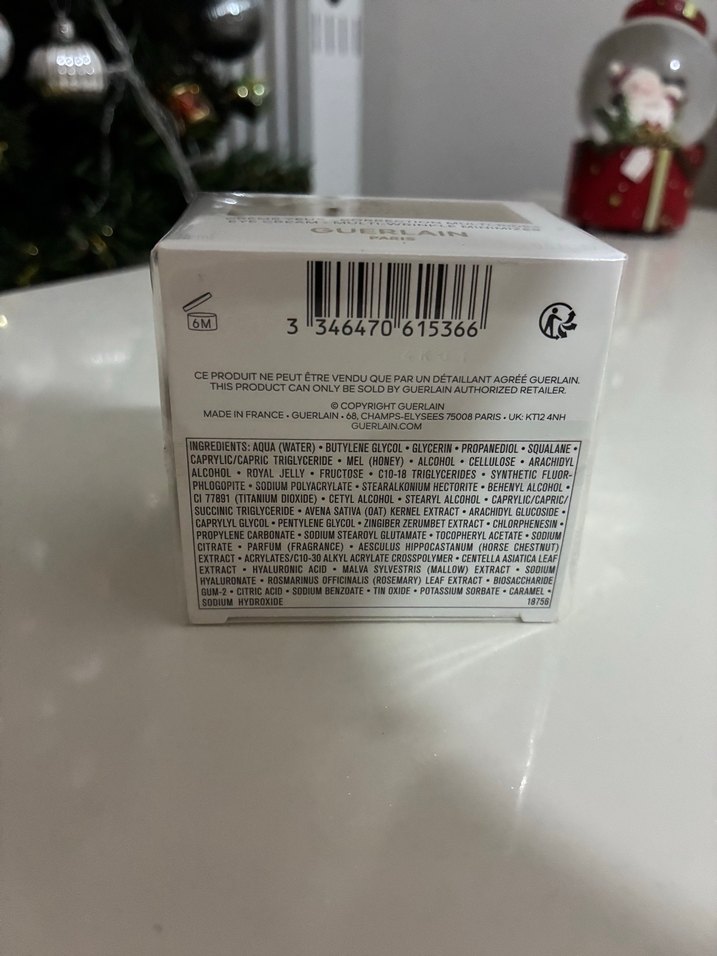 EYE CREAM - MULTI-WRINKLE MINIMIZER
GUERLAIN
PARIS
6M
3 346470 615366
CE PRODUIT NE PEUT ÊTRE VENDU QUE PAR UN DÉTAILLANT AGRÉÉ GUERLAIN.
THIS PRODUCT CAN ONLY BE SOLD BY GUERLAIN AUTHORIZED RETAILER.
© COPYRIGHT GUERLAIN
MADE IN FRANCE • GUERLAIN • 68, CHAMPS-ELYSEES 75008 PARIS • UK: KT12 4NH
GUERLAIN.COM
INGREDIENTS: AQUA (WATER) • BUTYLENE GLYCOL • GLYCERIN • PROPANEDIOL • SQUALANE •
CAPRYLIC/CAPRIC TRIGLYCERIDE • MEL (HONEY) • ALCOHOL • CELLULOSE • ARACHIDYL
ALCOHOL • ROYAL JELLY • FRUCTOSE • C10-18 TRIGLYCERIDES • SYNTHETIC FLUOR-
PHLOGOPITE • SODIUM POLYACRYLATE • STEARALKONIUM HECTORITE • BEHENYL ALCOHOL •
CI 77891 (TITANIUM DIOXIDE) • CETYL ALCOHOL • STEARYL ALCOHOL • CAPRYLIC/CAPRIC/
SUCCINIC TRIGLYCERIDE • AVENA SATIVA (OAT) KERNEL EXTRACT • ARACHIDYL GLUCOSIDE •
CAPRYLYL GLYCOL • PENTYLENE GLYCOL • ZINGIBER ZERUMBET EXTRACT • CHLORPHENESIN •
PROPYLENE CARBONATE • SODIUM STEAROYL GLUTAMATE • TOCOPHERYL ACETATE • SODIUM
CITRATE • PARFUM (FRAGRANCE) • AESCULUS HIPPOCASTANUM (HORSE CHESTNUT)
EXTRACT • ACRYLATES/C10-30 ALKYL ACRYLATE CROSSPOLYMER • CENTELLA ASIATICA LEAF
EXTRACT • HYALURONIC ACID • MALVA SYLVESTRIS (MALLOW) EXTRACT • SODIUM
HYALURONATE • ROSMARINUS OFFICINALIS (ROSEMARY) LEAF EXTRACT • BIOSACCHARIDE
GUM-2 • CITRIC ACID • SODIUM BENZOATE • TIN OXIDE • POTASSIUM SORBATE • CARAMEL •
SODIUM HYDROXIDE 18756